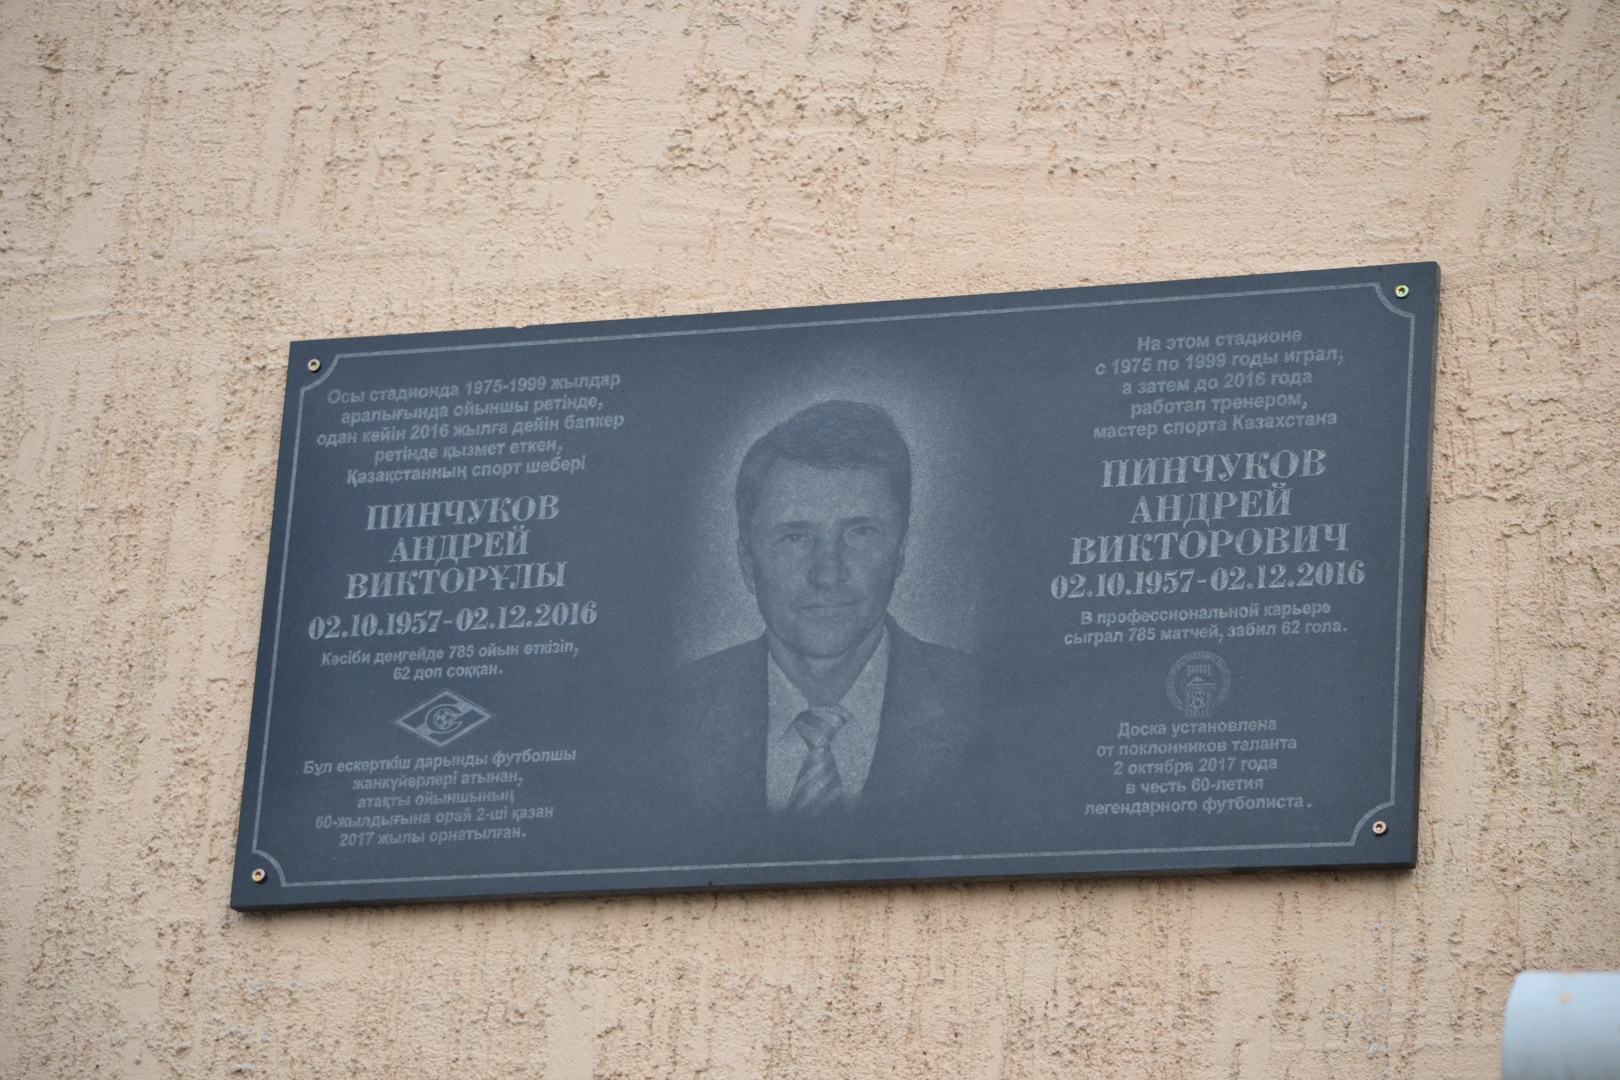 Осы стадионда 1975-1999 жылдар
аралығында ойыншы ретінде,
одан кейін 2016 жылға дейін бапкер
ретінде қызмет еткен,
Қазақстанның спорт шебері
ПИНЧУКОВ
АНДРЕЙ
ВИКТОРҰЛЫ
02.10.1957-02.12.2016
Кәсіби деңгейде 785 ойын өткізіп,
62 доп соққан.
Бұл ескерткіш дарынды футболшы
жанкүйерлері атынан,
атақты ойыншының
60-жылдығына орай 2-ші қазан
2017 жылы орнатылған.
На этом стадионе
с 1975 по 1999 годы играл,
а затем до 2016 года
работал тренером,
мастер спорта Казахстана
ПИНЧУКОВ
АНДРЕЙ
ВИКТОРОВИЧ
02.10.1957-02.12.2016
В профессиональной карьере
сыграл 785 матчей, забил 62 гола.
Доска установлена
от поклонников таланта
2 октября 2017 года
в честь 60-летия
легендарного футболиста.